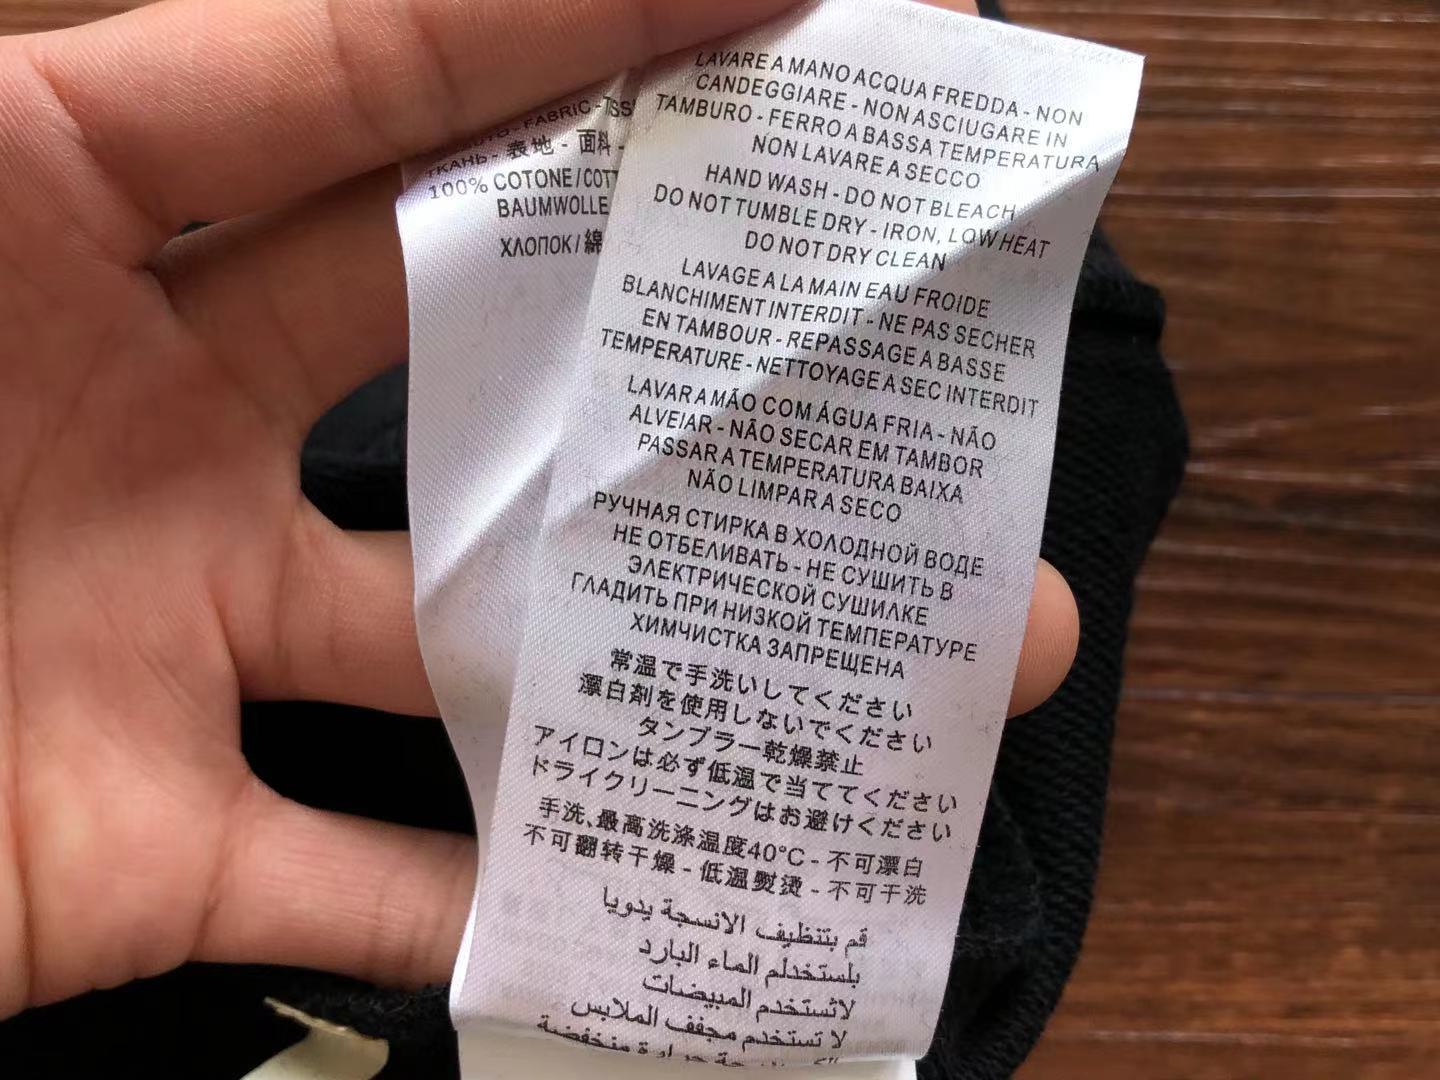 FABRIC - TISS
ТКАНЬ - 表地 - 面料 -
100% COTONE / COTT
BAUMWOLLE
ХЛОПОК / 綿
LAVARE A MANO ACQUA FREDDA - NON
CANDEGGIARE - NON ASCIUGARE IN
TAMBURO - FERRO A BASSA TEMPERATURA
NON LAVARE A SECCO
HAND WASH - DO NOT BLEACH
DO NOT TUMBLE DRY - IRON, LOW HEAT
DO NOT DRY CLEAN
LAVAGE A LA MAIN EAU FROIDE
BLANCHIMENT INTERDIT - NE PAS SECHER
EN TAMBOUR - REPASSAGE A BASSE
TEMPERATURE - NETTOYAGE A SEC INTERDIT
LAVAR A MÃO COM ÁGUA FRIA - NÃO
ALVEJAR - NÃO SECAR EM TAMBOR
PASSAR A TEMPERATURA BAIXA
NÃO LIMPAR A SECO
РУЧНАЯ СТИРКА В ХОЛОДНОЙ ВОДЕ
НЕ ОТБЕЛИВАТЬ - НЕ СУШИТЬ В
ЭЛЕКТРИЧЕСКОЙ СУШИЛКЕ
ГЛАДИТЬ ПРИ НИЗКОЙ ТЕМПЕРАТУРЕ
ХИМЧИСТКА ЗАПРЕЩЕНА
常温で手洗いしてください
漂白剤を使用しないでください
タンブラー乾燥禁止
アイロンは必ず低温で当ててください
ドライクリーニングはお避けください
手洗、最高洗涤温度40°C - 不可漂白
不可翻转干燥 - 低温熨烫 - 不可干洗
قم بتنظيف الانسجة يدويا
بلستخدلم الماء البارد
لاتستخدم المبيضات
لا تستخدم مجفف الملابس
حرارة منخفضة